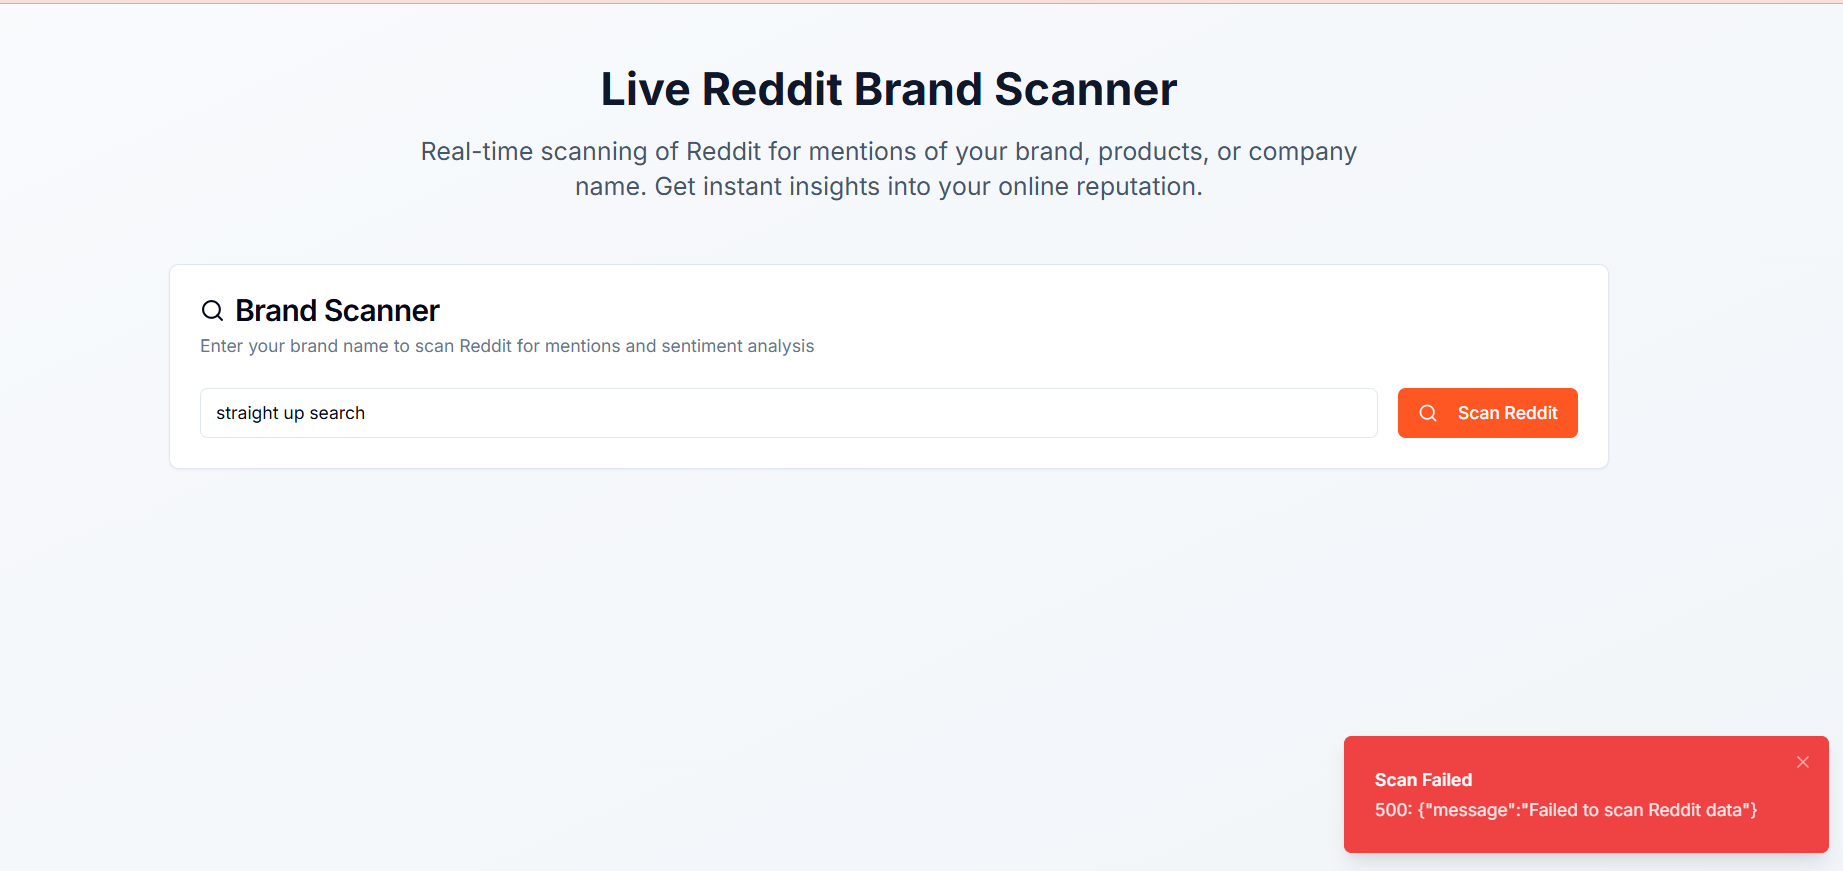 Live Reddit Brand Scanner
Real-time scanning of Reddit for mentions of your brand, products, or company
name. Get instant insights into your online reputation.
Brand Scanner
Enter your brand name to scan Reddit for mentions and sentiment analysis
straight up search
Scan Reddit
Scan Failed
500: {"message":"Failed to scan Reddit data"}